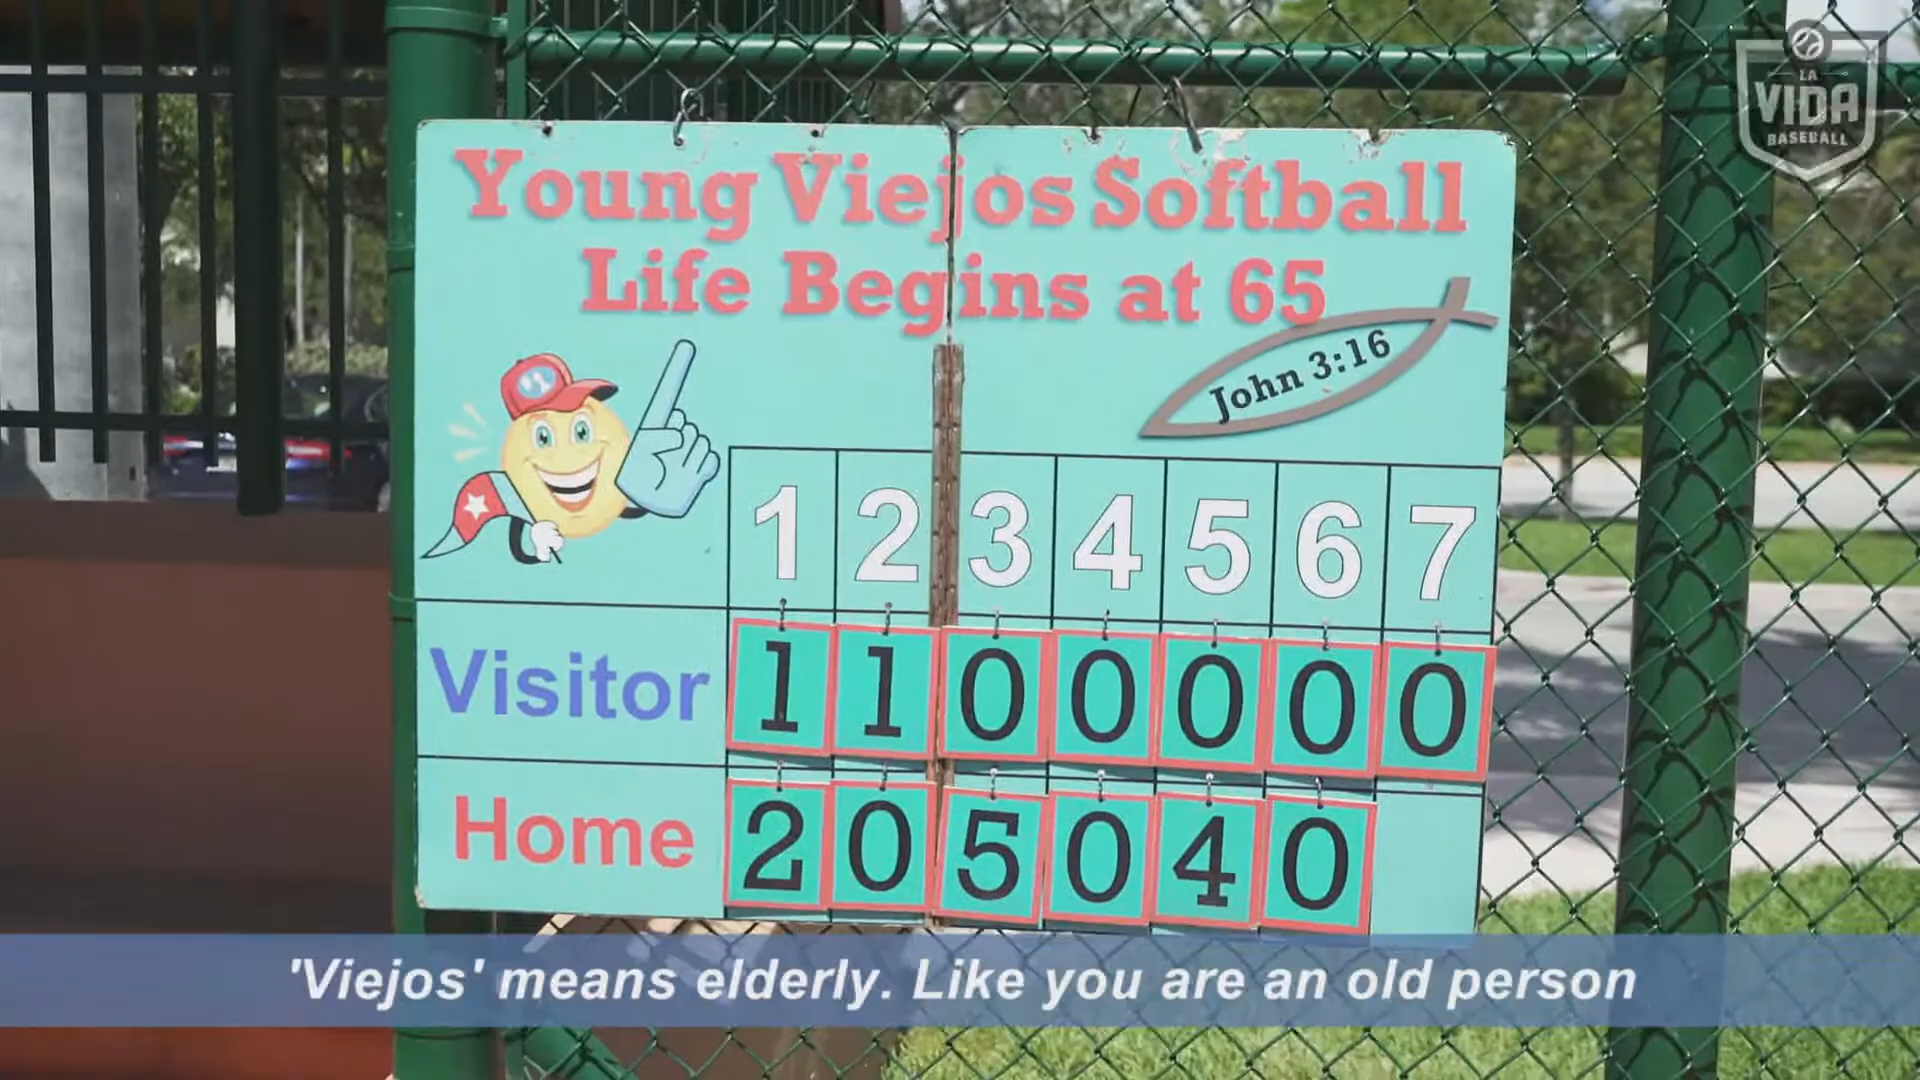 LA
VIDA
BASEBALL
Young Viejos Softball
Life Begins at 65
John 3:16
1 2 3 4 5 6 7
Visitor 1 1 0 0 0 0 0
Home 2 0 5 0 4 0
'Viejos' means elderly. Like you are an old person